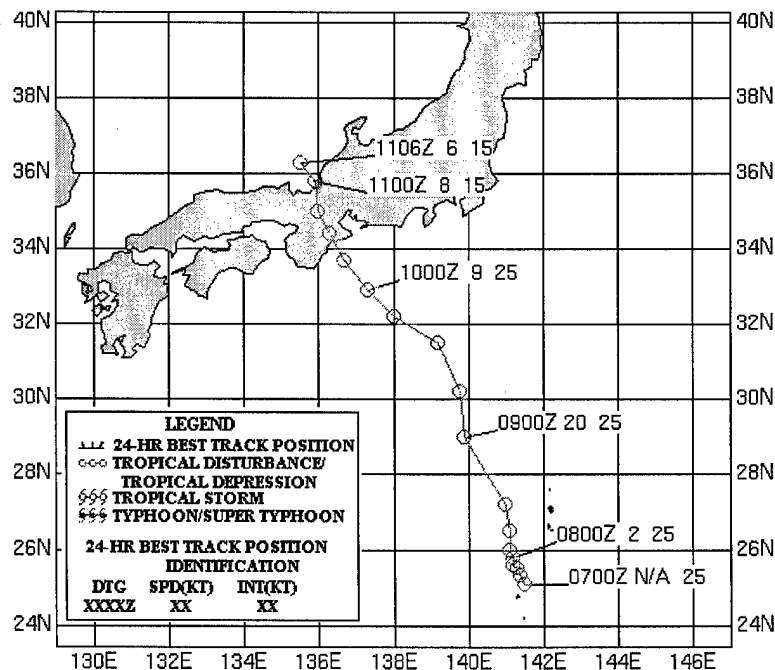 40N 40N
38N 38N
1106Z 6 15
36N 36N
1100Z 8 15
34N 34N
1000Z 9 25
32N 32N
30N 30N
0900Z 20 25
28N 28N
0800Z 2 25
26N 26N
0700Z N/A 25
24N 24N
LEGEND
24-HR BEST TRACK POSITION
TROPICAL DISTURBANCE/
TROPICAL DEPRESSION
TROPICAL STORM
TYPHOON/SUPER TYPHOON
24-HR BEST TRACK POSITION
IDENTIFICATION
DTG SPD(KT) INT(KT)
XXXXZ XX XX
130E 132E 134E 136E 138E 140E 142E 144E 146E